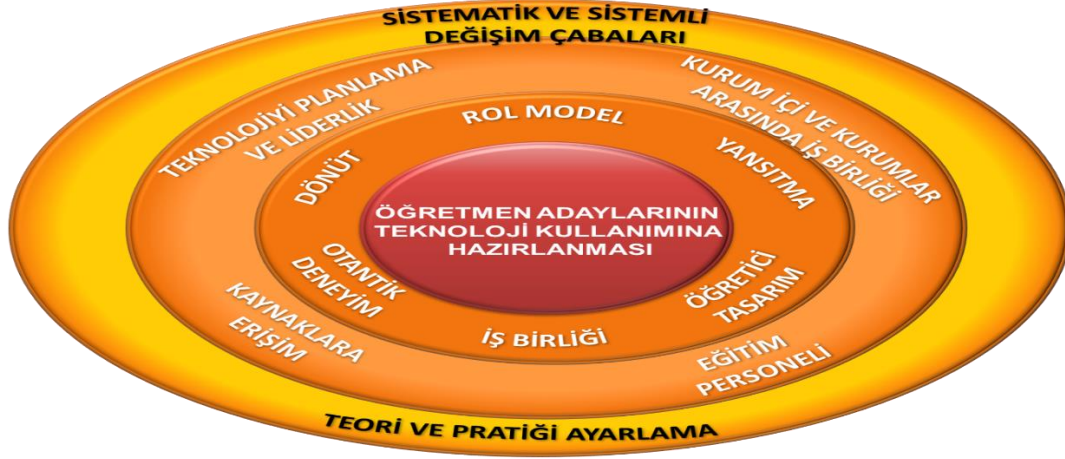 SİSTEMATİK VE SİSTEMLİ
DEĞİŞİM ÇABALARI
TEKNOLOJİYİ PLANLAMA
VE LİDERLİK
KURUM İÇİ VE KURUMLAR
ARASINDA İŞ BİRLİĞİ
ROL MODEL
DÖNÜT
YANSITMA
ÖĞRETMEN ADAYLARININ
TEKNOLOJİ KULLANIMINA
HAZIRLANMASI
OTANTİK
DENEYİM
ÖĞRETİCİ
TASARIM
İŞ BİRLİĞİ
KAYNAKLARA
ERİŞİM
EĞİTİM
PERSONELİ
TEORİ VE PRATİĞİ AYARLAMA